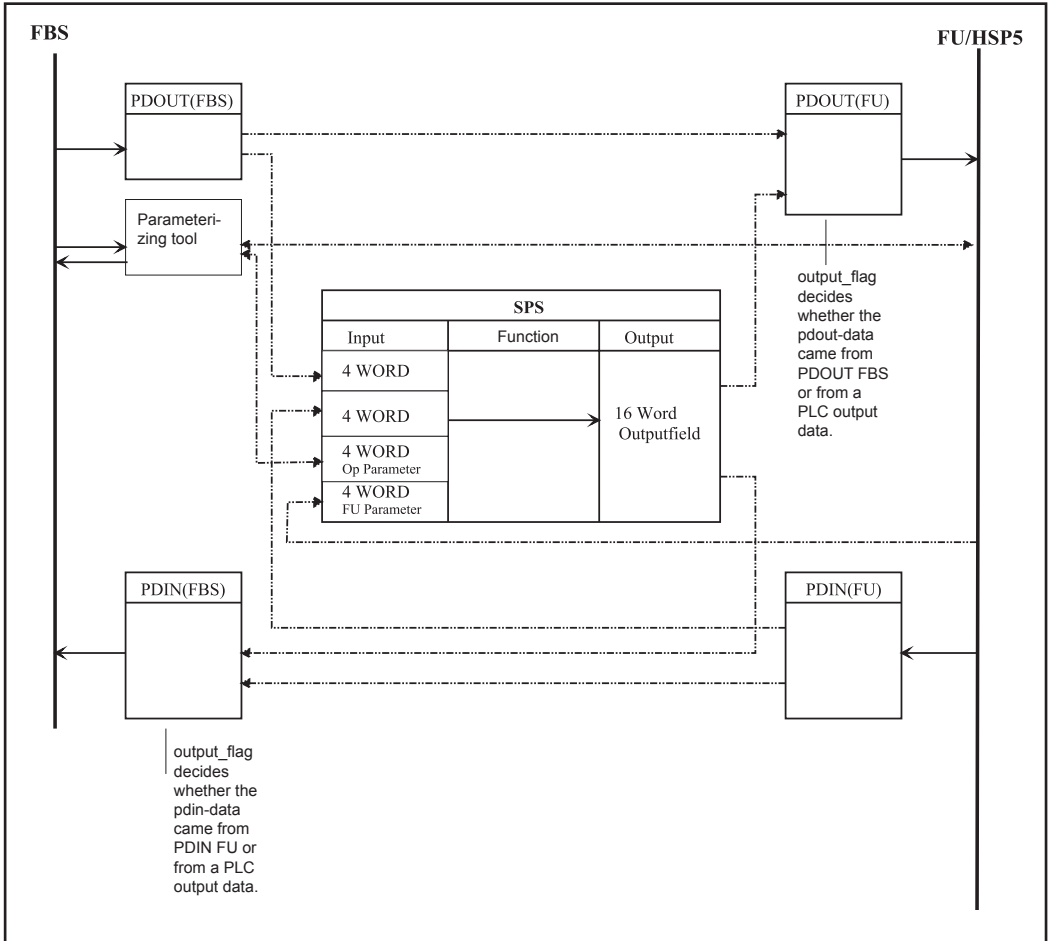 FBS
FU/HSP5
PDOUT(FBS)
PDOUT(FU)
Parameteri-
zing tool
output_flag
decides
whether the
pdout-data
came from
PDOUT FBS
or from a
PLC output
data.
SPS
Input
Function
Output
4 WORD
4 WORD
4 WORD
Op Parameter
4 WORD
FU Parameter
16 Word
Outputfield
PDIN(FBS)
PDIN(FU)
output_flag
decides
whether the
pdin-data
came from
PDIN FU or
from a PLC
output data.